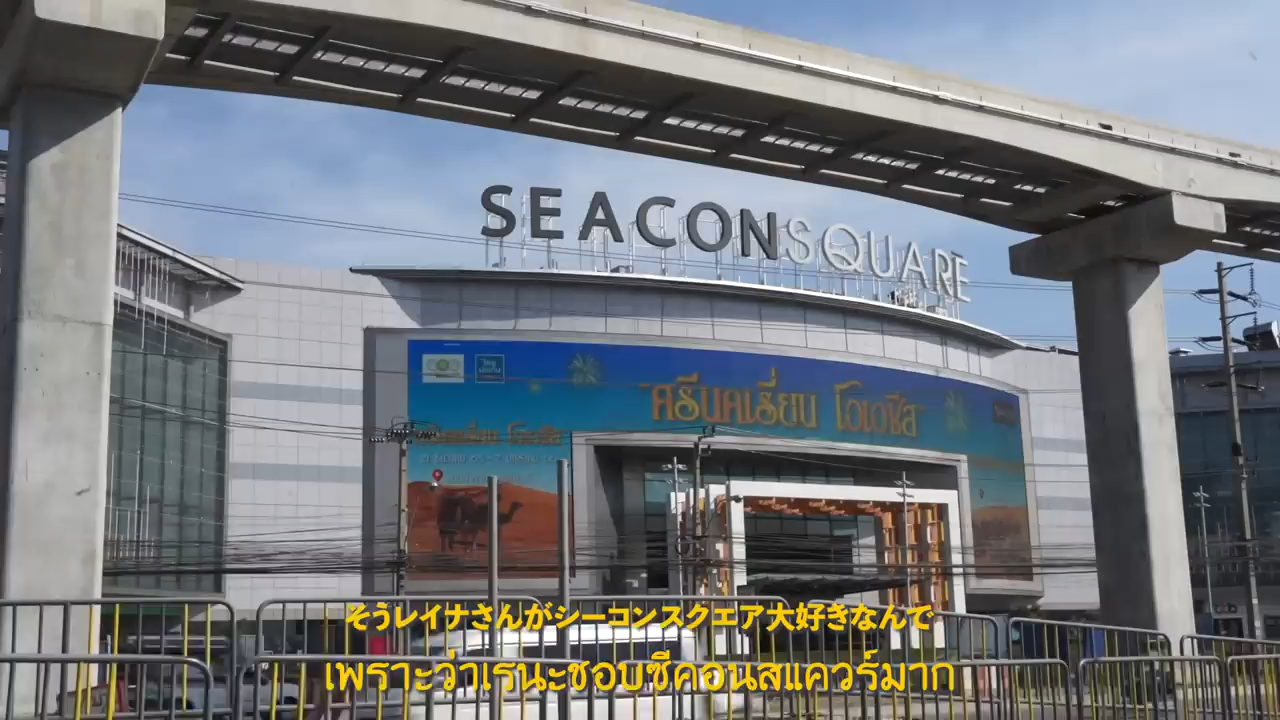 SEACON SQUARE
ศรีนคเรี่ยน โอเอซิส
そうレイナさんがシーコンスクエア大好きなんで
เพราะว่าเรนะชอบซีคอนสแควร์มาก